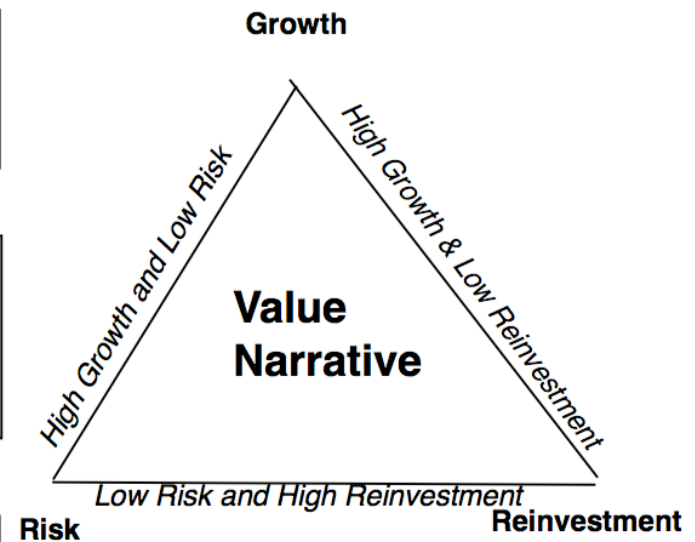 Growth
High Growth and Low Risk
High Growth & Low Reinvestment
Value
Narrative
Low Risk and High Reinvestment
Risk
Reinvestment